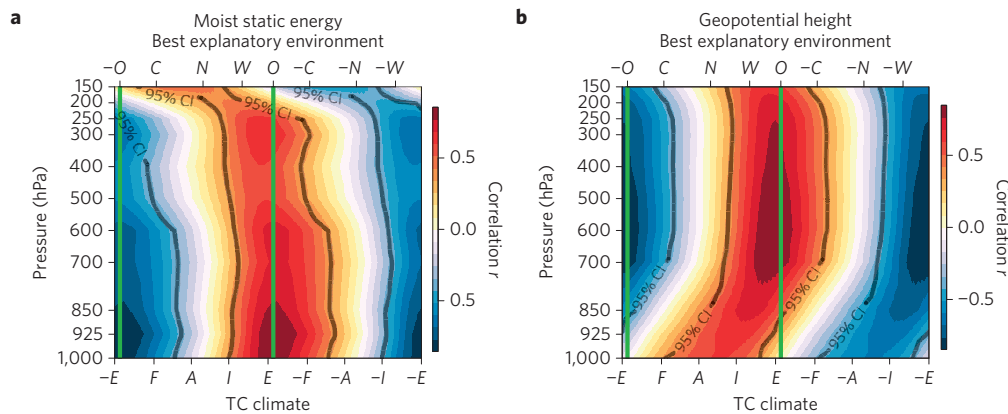 a
Moist static energy
Best explanatory environment
−O C N W O −C −N −W
150
200
250
300
400
500
600
700
850
925
1,000
Pressure (hPa)
95% CI
95% CI
95% CI
95% CI
−E F A I E −F −A −I −E
TC climate
0.5
0.0
0.5
Correlation r
b
Geopotential height
Best explanatory environment
−O C N W O −C −N −W
150
200
250
300
400
500
600
700
850
925
1,000
Pressure (hPa)
95% CI
95% CI
95% CI
95% CI
−E F A I E −F −A −I −E
TC climate
0.5
0.0
−0.5
Correlation r